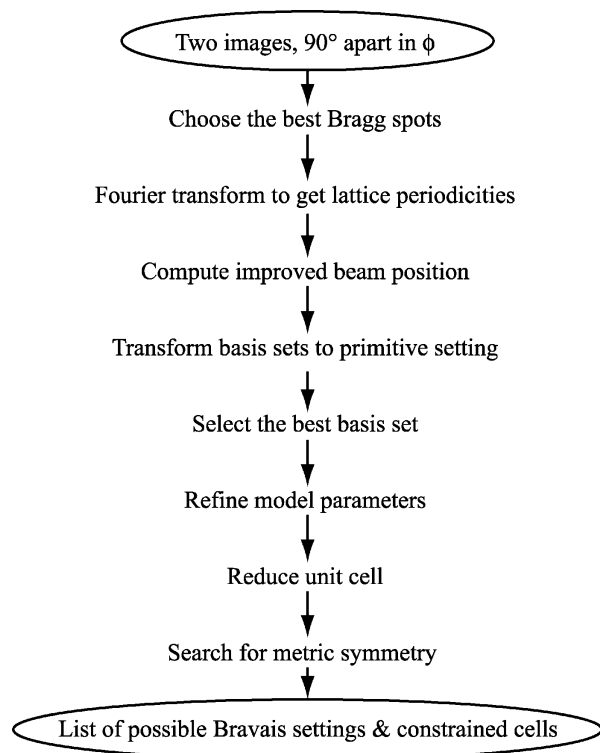 Two images, 90° apart in ϕ
Choose the best Bragg spots
Fourier transform to get lattice periodicities
Compute improved beam position
Transform basis sets to primitive setting
Select the best basis set
Refine model parameters
Reduce unit cell
Search for metric symmetry
List of possible Bravais settings & constrained cells